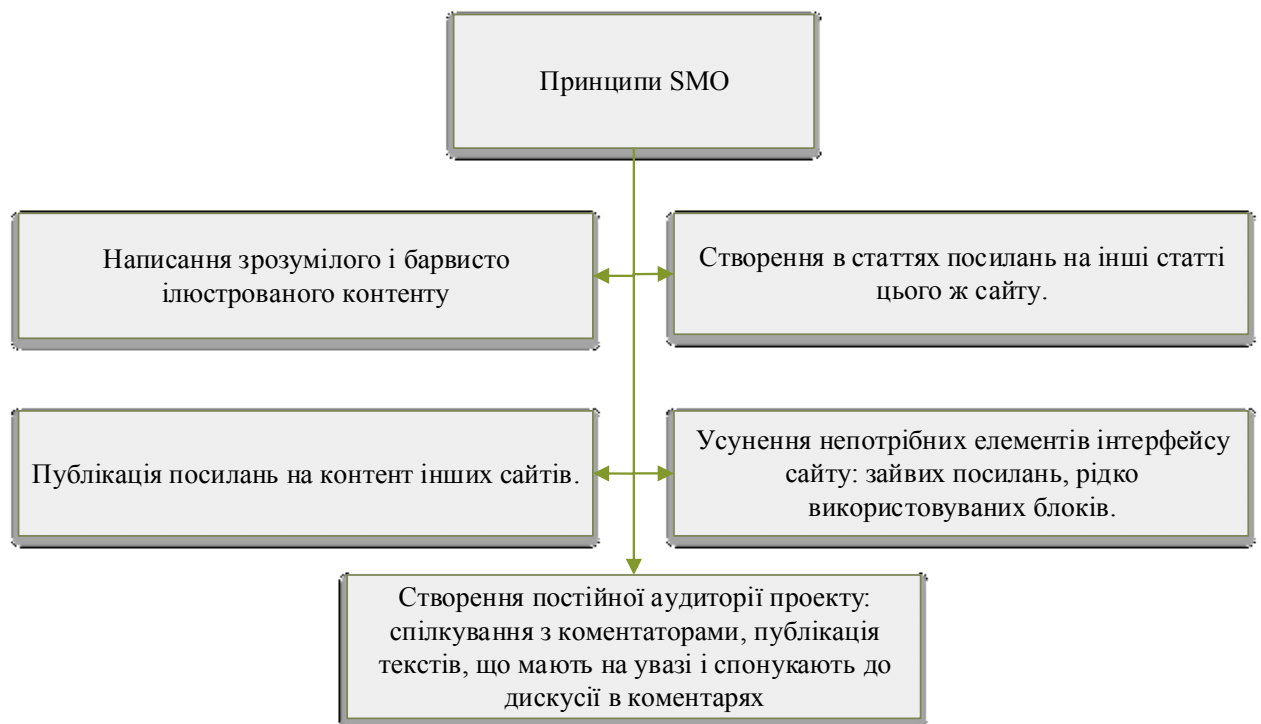 Принципи SMO
Написання зрозумілого і барвисто
ілюстрованого контенту
Створення в статтях посилань на інші статті
цього ж сайту.
Публікація посилань на контент інших сайтів.
Усунення непотрібних елементів інтерфейсу
сайту: зайвих посилань, рідко
використовуваних блоків.
Створення постійної аудиторії проекту:
спілкування з коментаторами, публікація
текстів, що мають на увазі і спонукають до
дискусії в коментарях